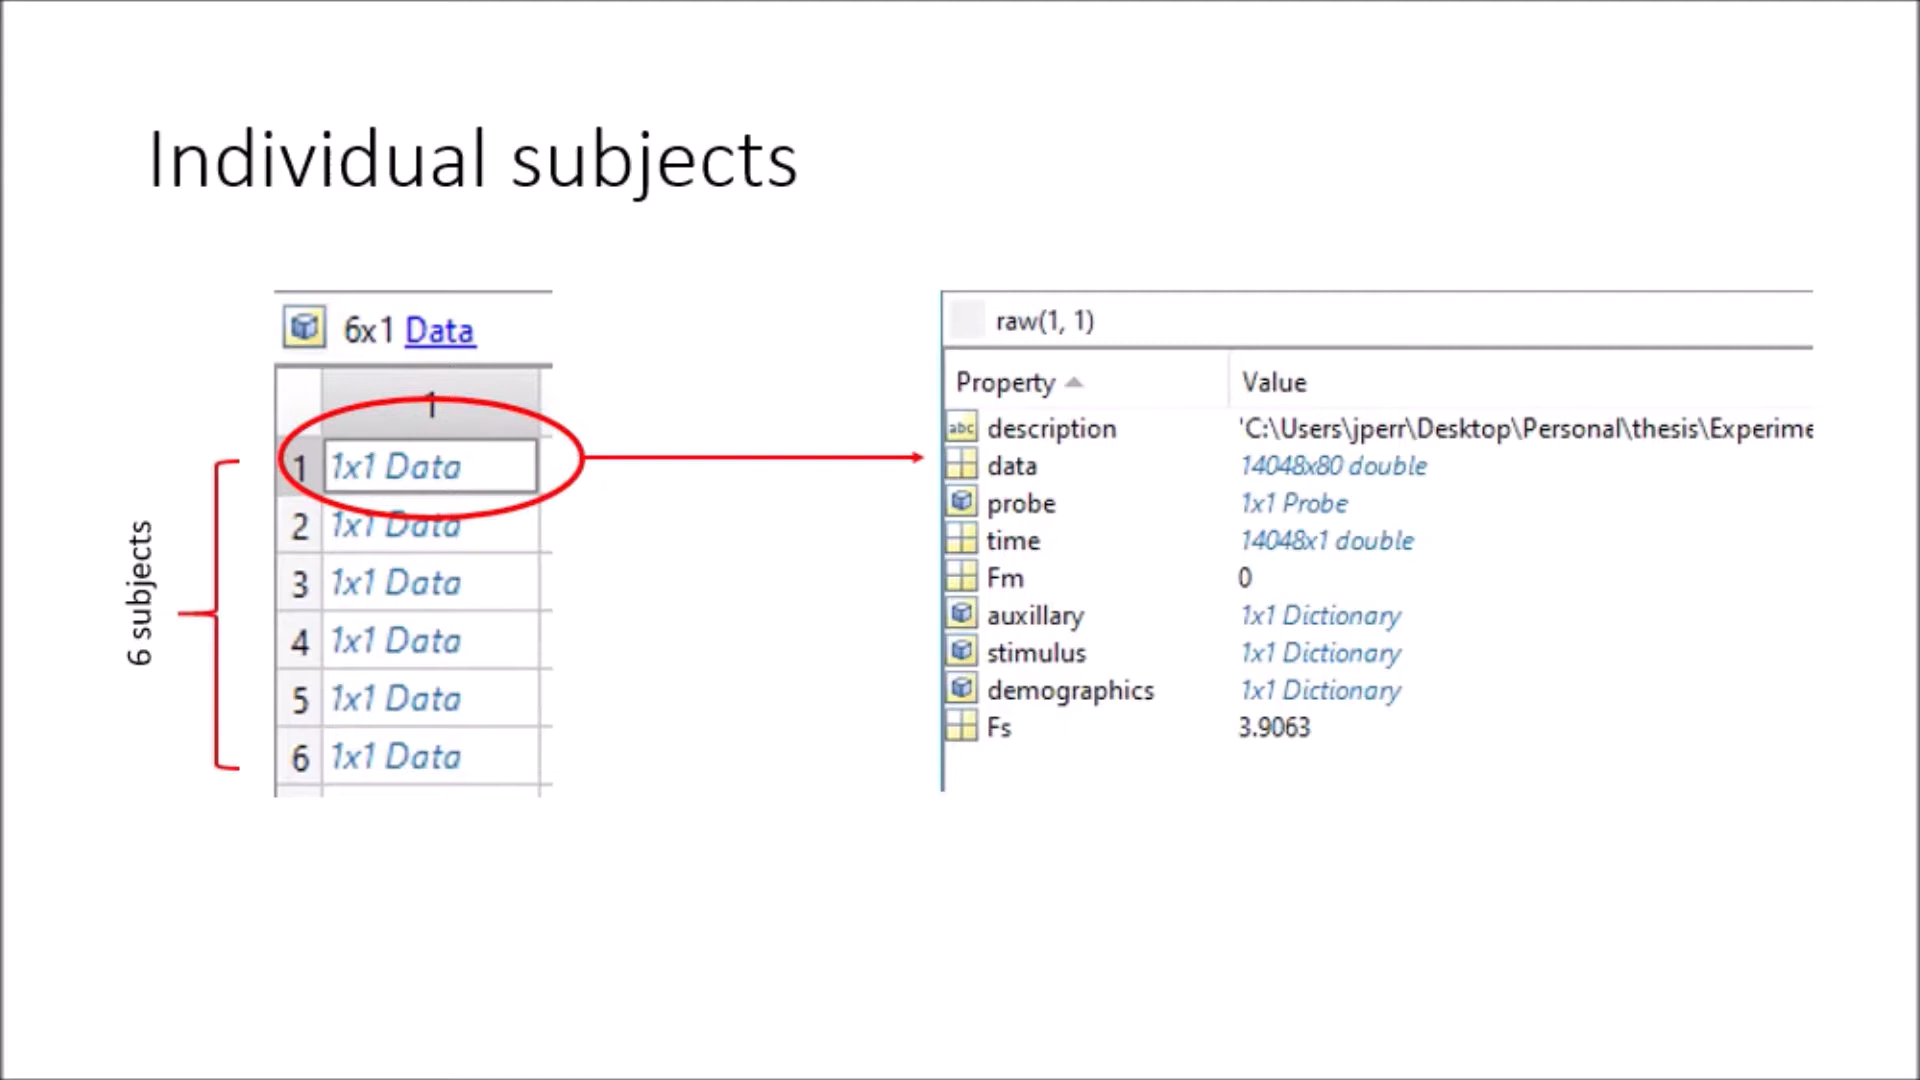 Individual subjects
6 subjects
6x1 Data
1
1 1x1 Data
2 1x1 Data
3 1x1 Data
4 1x1 Data
5 1x1 Data
6 1x1 Data
raw(1, 1)
Property Value
abc description 'C:\Users\jperr\Desktop\Personal\thesis\Experime
data 14048x80 double
probe 1x1 Probe
time 14048x1 double
Fm 0
auxillary 1x1 Dictionary
stimulus 1x1 Dictionary
demographics 1x1 Dictionary
Fs 3.9063